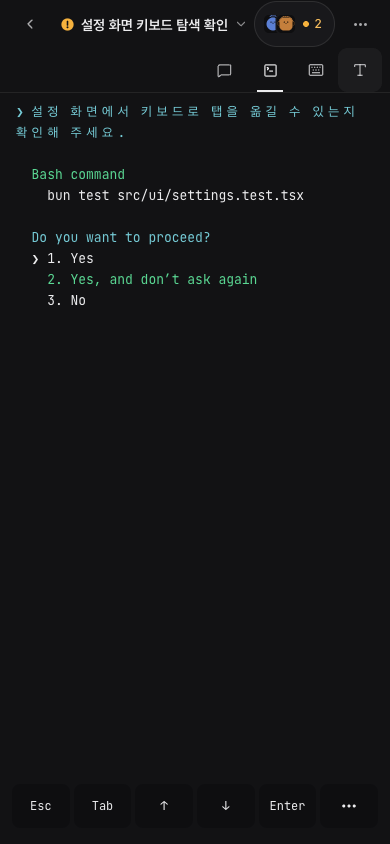 설정 화면 키보드 탐색 확인
2
❯ 설정 화면에서 키보드로 탭을 옮길 수 있는지
확인해 주세요.
Bash command
bun test src/ui/settings.test.tsx
Do you want to proceed?
❯ 1. Yes
2. Yes, and don't ask again
3. No
Esc Tab ↑ ↓ Enter •••